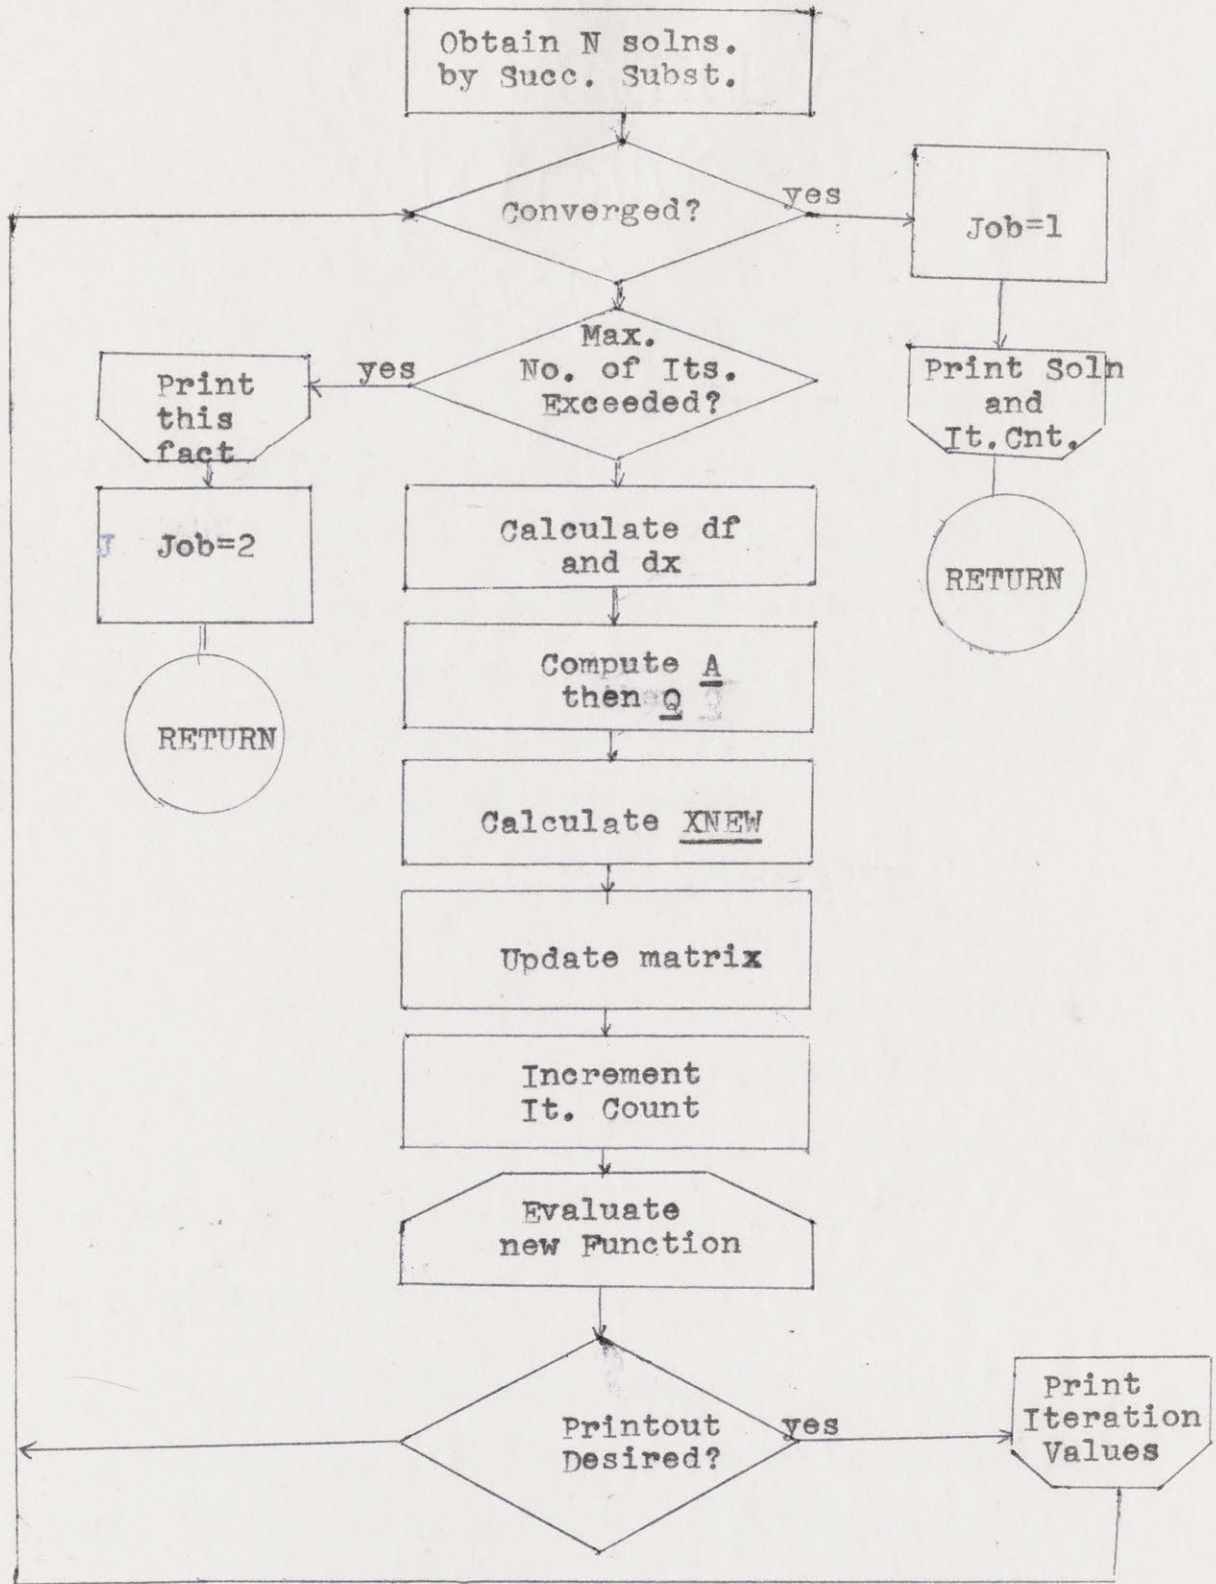 Obtain N solns.
by Succ. Subst.
Converged?
yes
Job=1
Max.
No. of Its.
Exceeded?
yes
Print
this
fact
Print Soln
and
It.Cnt.
J Job=2
Calculate df
and dx
RETURN
Compute A
then Q
RETURN
Calculate XNEW
Update matrix
Increment
It. Count
Evaluate
new Function
Printout
Desired?
yes
Print
Iteration
Values